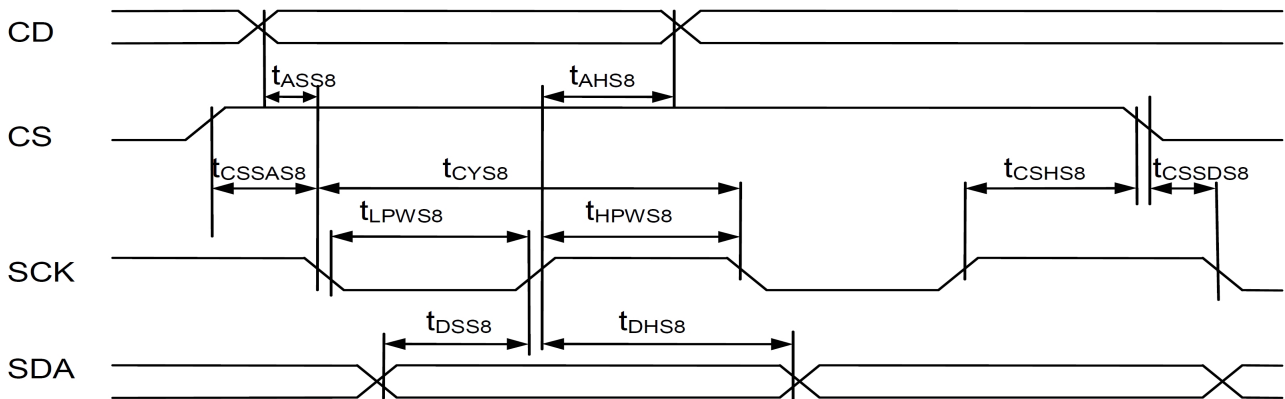 CD
tASS8 tAHS8
CS
tCSSAS8 tCYS8 tCSHS8 tCSSDS8
tLPWS8 tHPWS8
SCK
tDSS8 tDHS8
SDA